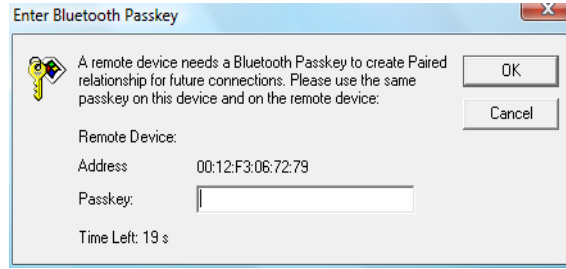 Enter Bluetooth Passkey
A remote device needs a Bluetooth Passkey to create Paired
relationship for future connections. Please use the same
passkey on this device and on the remote device:
OK
Cancel
Remote Device:
Address 00:12:F3:06:72:79
Passkey:
Time Left: 19 s